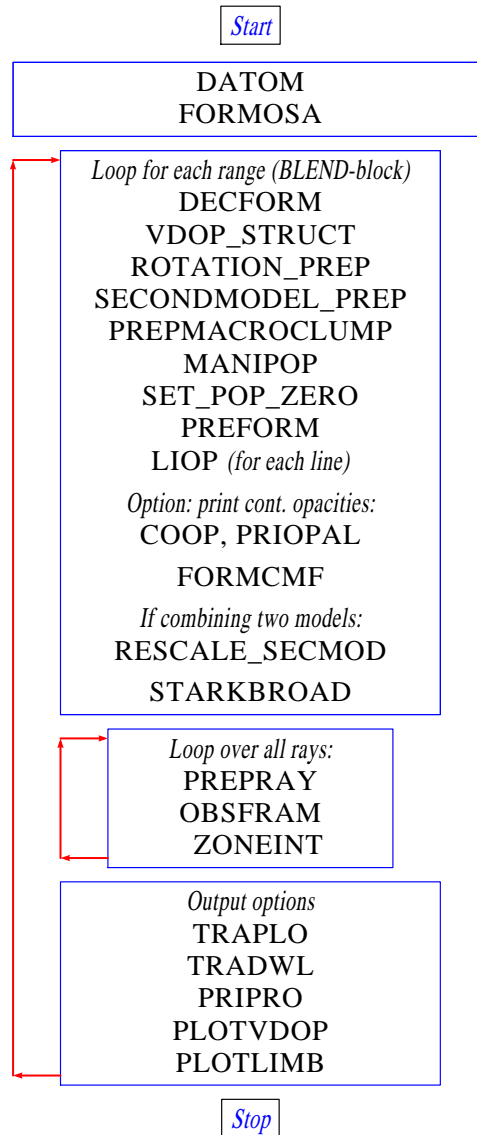 Start
DATOM
FORMOSA
Loop for each range (BLEND-block)
DECFORM
VDOP_STRUCT
ROTATION_PREP
SECONDMODEL_PREP
PREPMACROCLUMP
MANIPOP
SET_POP_ZERO
PREFORM
LIOP (for each line)
Option: print cont. opacities:
COOP, PRIOPAL
FORMCMF
If combining two models:
RESCALE_SECMOD
STARKBROAD
Loop over all rays:
PREPRAY
OBSFRAM
ZONEINT
Output options
TRAPLO
TRADWL
PRIPRO
PLOTVDOP
PLOTLIMB
Stop